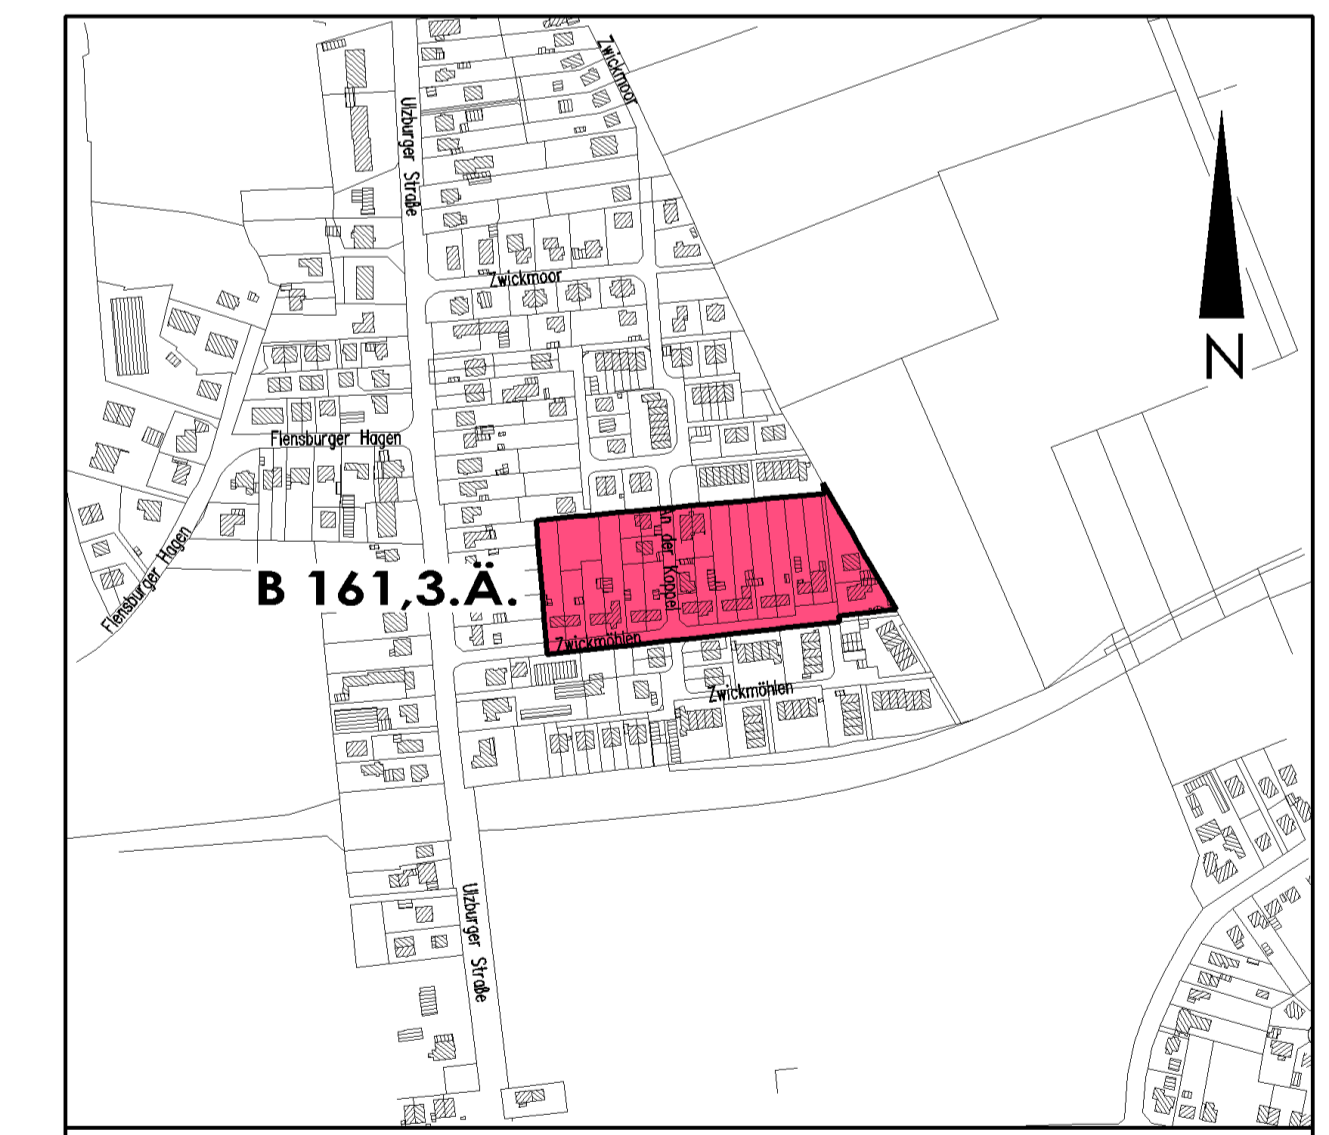 Zwickmoor
Ulzburger Straße
Zwickmoor
N
Flensburger Hagen
Flensburger Hagen
An der Koppel
B 161,3.Ä.
Zwickmöhlen
Zwickmöhlen
Ulzburger Straße